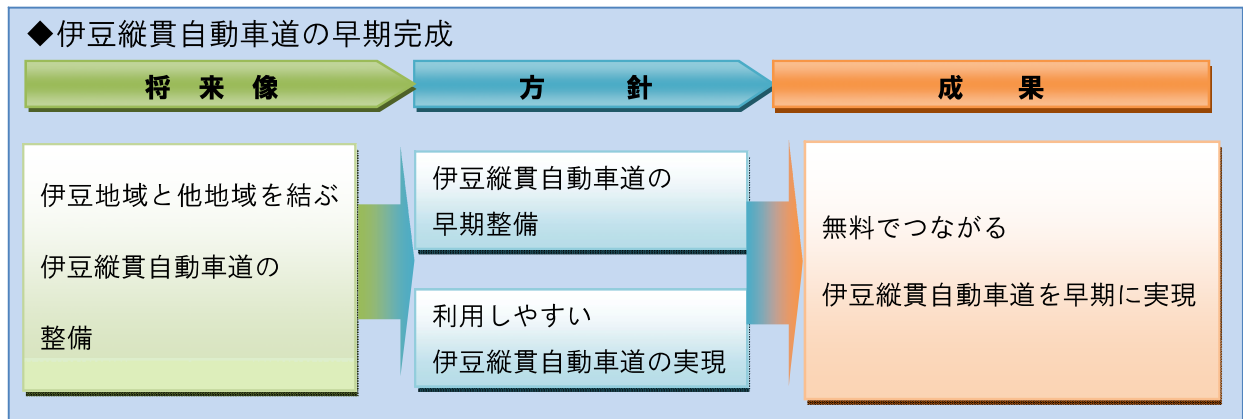 ◆伊豆縦貫自動車道の早期完成
将来像
方針
成果
伊豆地域と他地域を結ぶ
伊豆縦貫自動車道の
整備
伊豆縦貫自動車道の
早期整備
利用しやすい
伊豆縦貫自動車道の実現
無料でつながる
伊豆縦貫自動車道を早期に実現